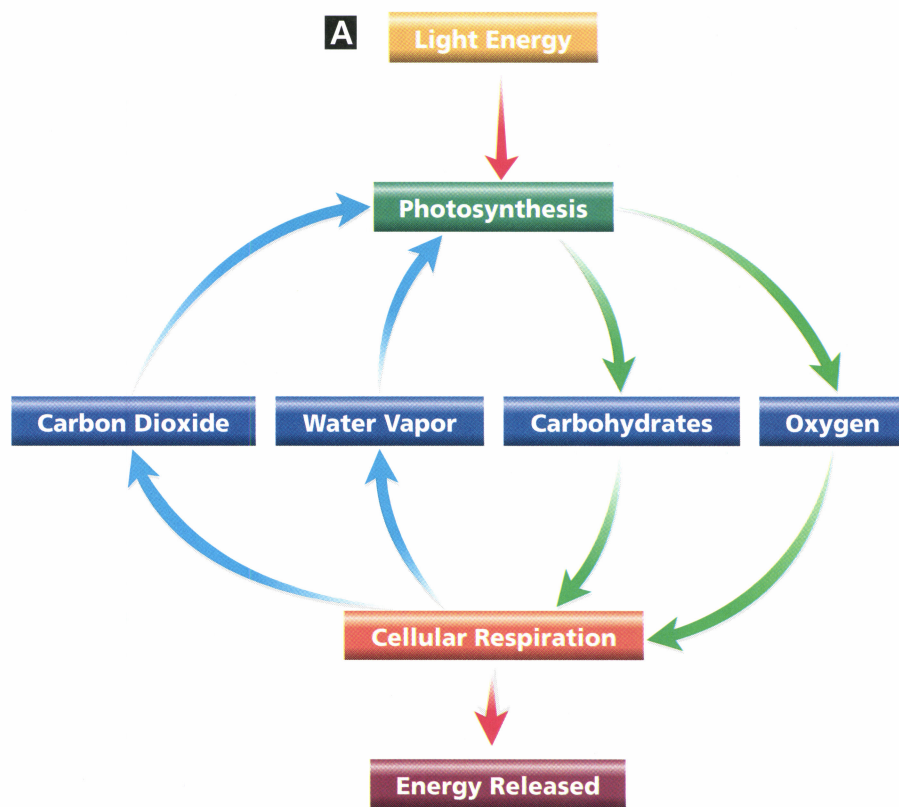 A
Light Energy
Photosynthesis
Carbon Dioxide
Water Vapor
Carbohydrates
Oxygen
Cellular Respiration
Energy Released